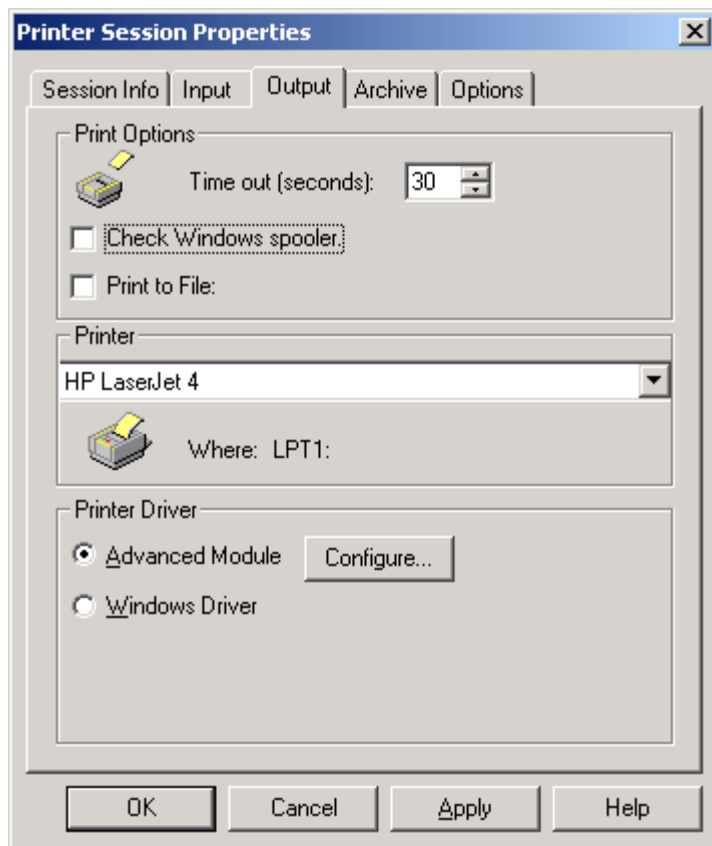 Printer Session Properties
Session Info Input Output Archive Options
Print Options
Time out (seconds): 30
Check Windows spooler.
Print to File:
Printer
HP LaserJet 4
Where: LPT1:
Printer Driver
Advanced Module Configure...
Windows Driver
OK Cancel Apply Help